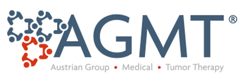 AGMT®
Austrian Group • Medical • Tumor Therapy